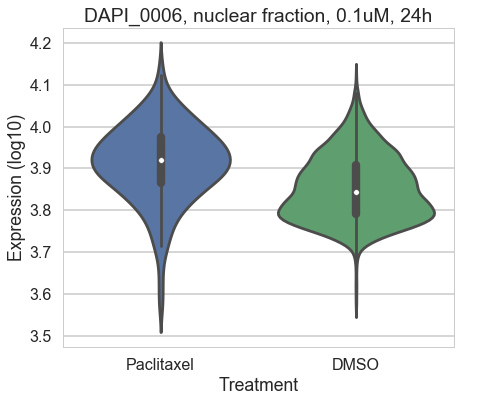 DAPI_0006, nuclear fraction, 0.1uM, 24h
4.2
4.1
4.0
3.9
3.8
3.7
3.6
3.5
Expression (log10)
Paclitaxel DMSO
Treatment